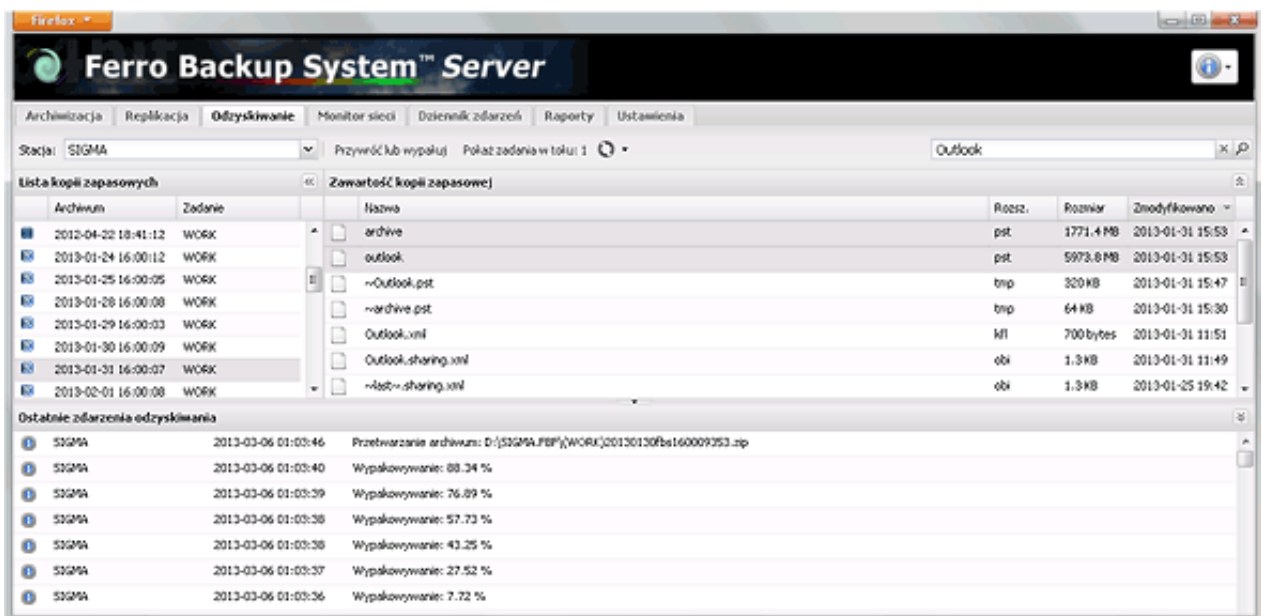 Firefox
Ferro Backup System™ Server
Archiwizacja Replikacja Odzyskiwanie Monitor sieci Dziennik zdarzeń Raporty Ustawienia
Stacja: SIGMA Przywróć lub wypakuj Pokaż zadania w toku: 1 Outlook
Lista kopii zapasowych Zawartość kopii zapasowej
Archiwum Zadanie Nazwa Rozsz. Rozmiar Zmodyfikowano
2012-04-22 18:41:12 WORK archive pst 1771.4 MB 2013-01-31 15:53
2013-01-24 16:00:12 WORK outlook pst 5973.8 MB 2013-01-31 15:53
2013-01-25 16:00:05 WORK ~Outlook.pst tmp 320 KB 2013-01-31 15:47
2013-01-28 16:00:08 WORK ~archive.pst tmp 64 KB 2013-01-31 15:30
2013-01-29 16:00:03 WORK Outlook.xml kfl 700 bytes 2013-01-31 11:51
2013-01-30 16:00:09 WORK Outlook.sharing.xml obi 1.3 KB 2013-01-31 11:49
2013-01-31 16:00:07 WORK ~last~.sharing.xml obi 1.3 KB 2013-01-25 19:42
2013-02-01 16:00:08 WORK
Ostatnie zdarzenia odzyskiwania
SIGMA 2013-03-06 01:03:46 Przetwarzanie archiwum: D:\SIGMA.FBP\(WORK)20130130fbs160009353.zip
SIGMA 2013-03-06 01:03:40 Wypakowywanie: 88.34 %
SIGMA 2013-03-06 01:03:39 Wypakowywanie: 76.89 %
SIGMA 2013-03-06 01:03:38 Wypakowywanie: 57.73 %
SIGMA 2013-03-06 01:03:38 Wypakowywanie: 43.25 %
SIGMA 2013-03-06 01:03:37 Wypakowywanie: 27.52 %
SIGMA 2013-03-06 01:03:36 Wypakowywanie: 7.72 %